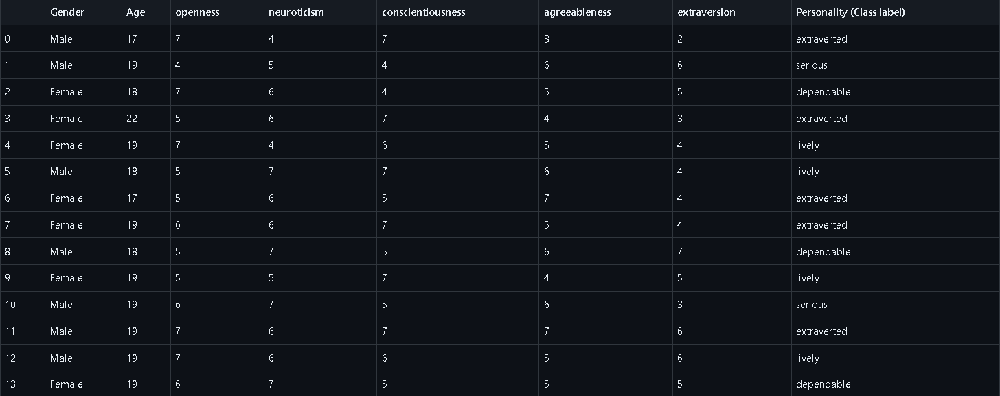 Gender Age openness neuroticism conscientiousness agreeableness extraversion Personality (Class label)
0 Male 17 7 4 7 3 2 extraverted
1 Male 19 4 5 4 6 6 serious
2 Female 18 7 6 4 5 5 dependable
3 Female 22 5 6 7 4 3 extraverted
4 Female 19 7 4 6 5 4 lively
5 Male 18 5 7 7 6 4 lively
6 Female 17 5 6 5 7 4 extraverted
7 Female 19 6 6 7 5 4 extraverted
8 Male 18 5 7 5 6 7 dependable
9 Female 19 5 5 7 4 5 lively
10 Male 19 6 7 5 6 3 serious
11 Male 19 7 6 7 7 6 extraverted
12 Male 19 7 6 6 5 6 lively
13 Female 19 6 7 5 5 5 dependable